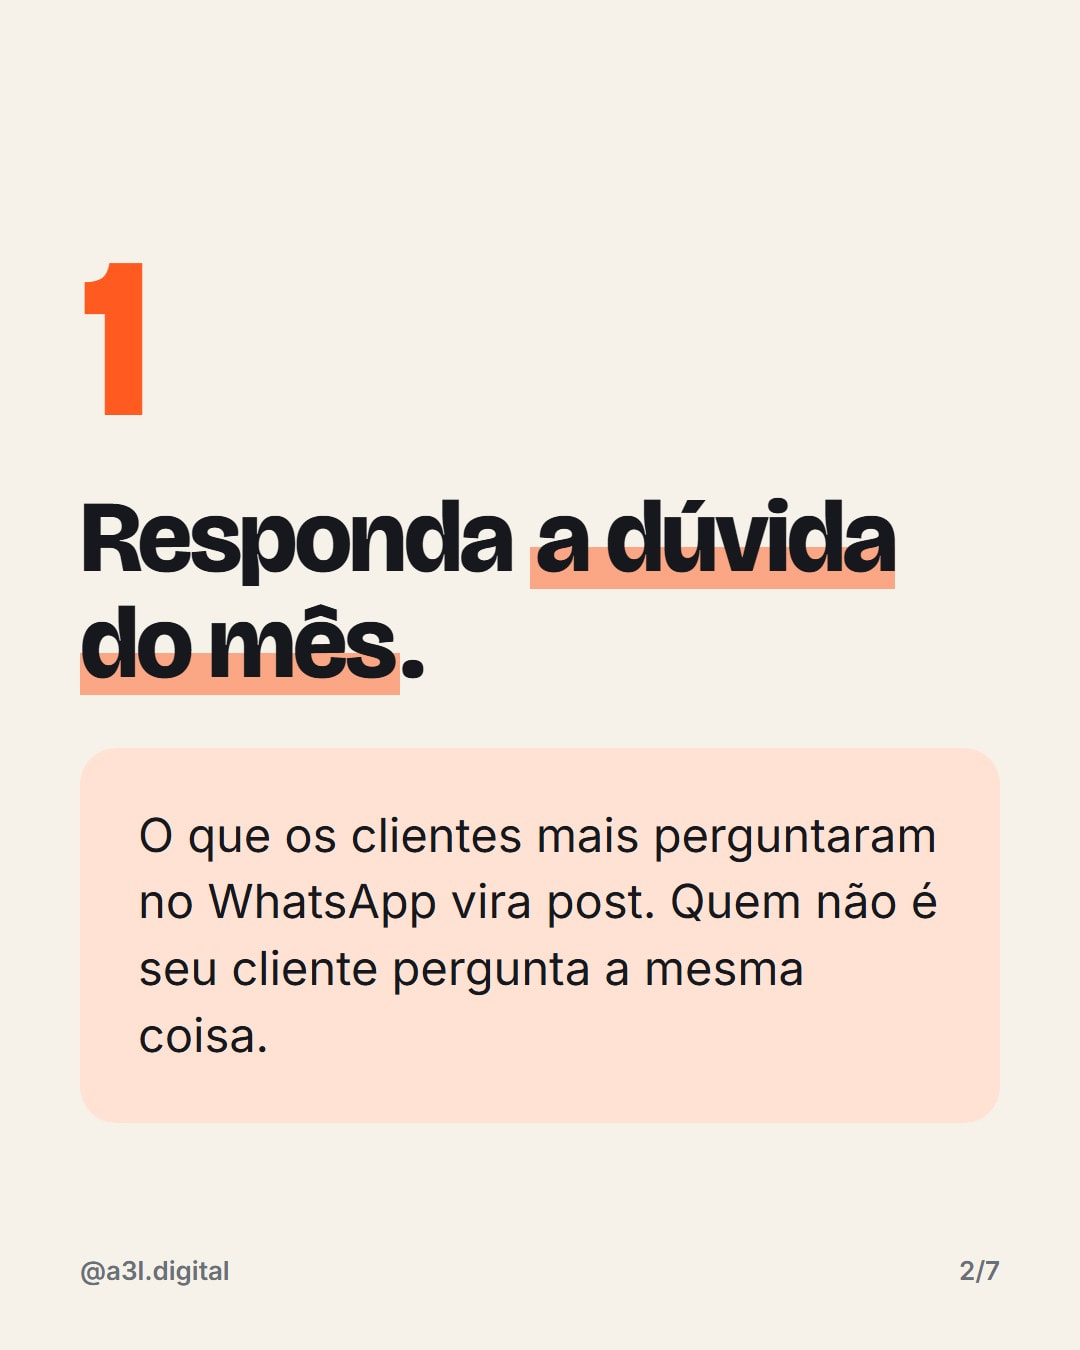 1
Responda a dúvida
do mês.
O que os clientes mais perguntaram
no WhatsApp vira post. Quem não é
seu cliente pergunta a mesma
coisa.
@a3l.digital
2/7